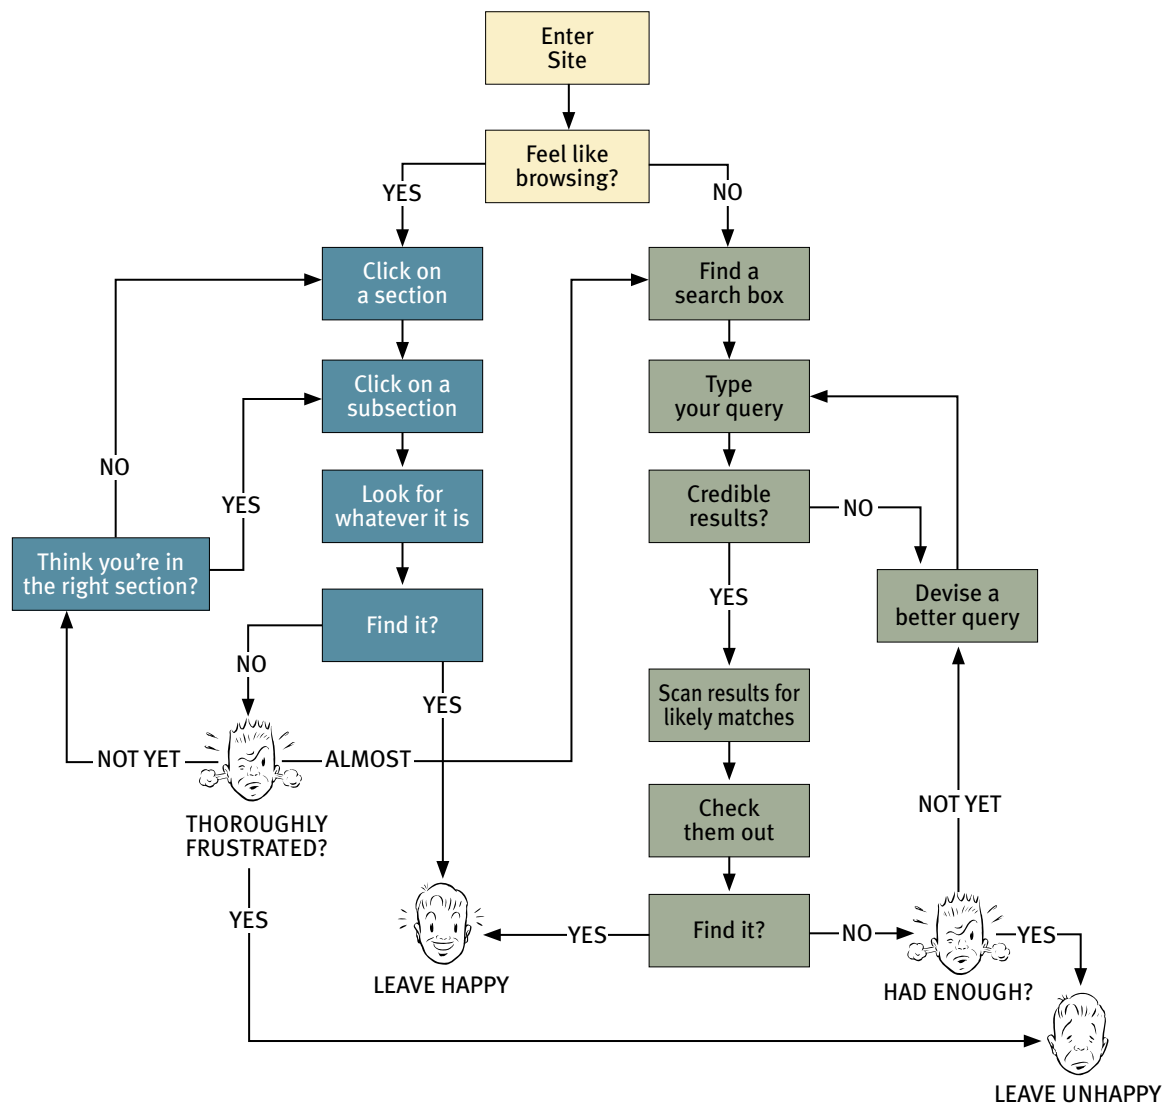 Enter
Site
Feel like
browsing?
YES
NO
Click on
a section
Find a
search box
Click on a
subsection
Type
your query
NO
YES
Look for
whatever it is
Credible
results?
NO
Think you're in
the right section?
Devise a
better query
YES
Find it?
NO
YES
Scan results for
likely matches
NOT YET
ALMOST
Check
them out
NOT YET
THOROUGHLY
FRUSTRATED?
YES
Find it?
YES
NO
YES
LEAVE HAPPY
HAD ENOUGH?
LEAVE UNHAPPY